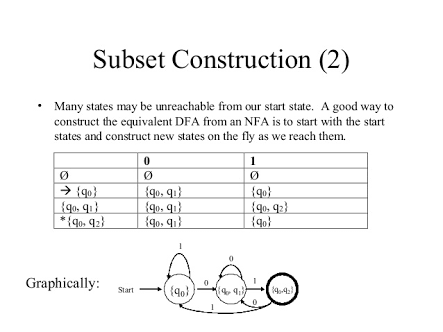 Subset Construction (2)
• Many states may be unreachable from our start state. A good way to
construct the equivalent DFA from an NFA is to start with the start
states and construct new states on the fly as we reach them.
0 1
Ø Ø Ø
→ {q₀} {q₀, q₁} {q₀}
{q₀, q₁} {q₀, q₁} {q₀, q₂}
*{q₀, q₂} {q₀, q₁} {q₀}
Graphically:
1
0
Start {q₀} 0 {q₀, q₁} 1 {q₀,q₂}
0
1